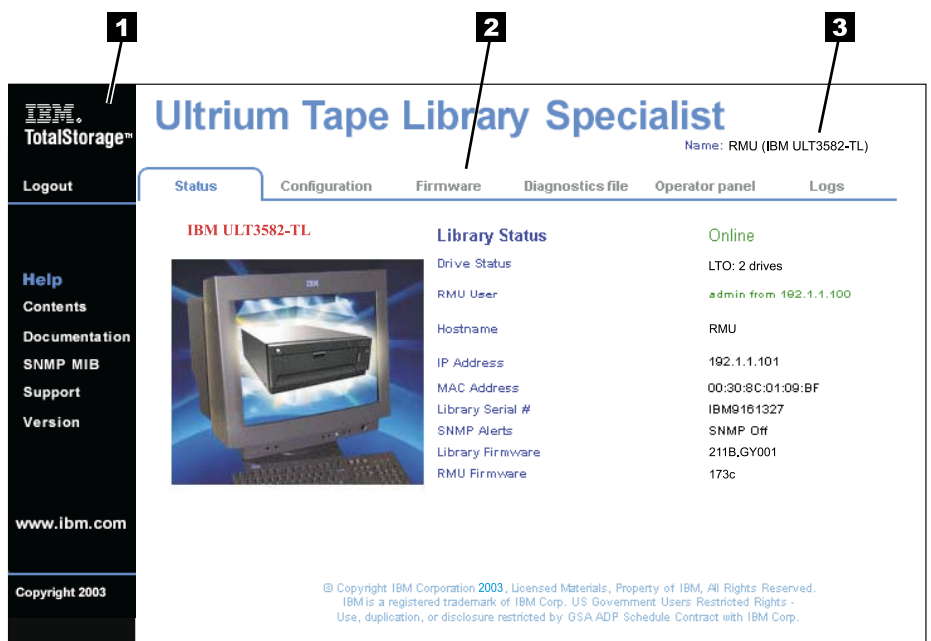 1 2 3
IBM.
TotalStorage™
Ultrium Tape Library Specialist
Name: RMU (IBM ULT3582-TL)
Logout
Status Configuration Firmware Diagnostics file Operator panel Logs
IBM ULT3582-TL
Library Status Online
Drive Status LTO: 2 drives
RMU User admin from 192.1.1.100
Hostname RMU
IP Address 192.1.1.101
MAC Address 00:30:8C:01:09:BF
Library Serial # IBM9161327
SNMP Alerts SNMP Off
Library Firmware 211B.GY001
RMU Firmware 173c
Help
Contents
Documentation
SNMP MIB
Support
Version
IBM
www.ibm.com
Copyright 2003
© Copyright IBM Corporation 2003, Licensed Materials, Property of IBM, All Rights Reserved.
IBM is a registered trademark of IBM Corp. US Government Users Restricted Rights -
Use, duplication, or disclosure restricted by GSA ADP Schedule Contract with IBM Corp.